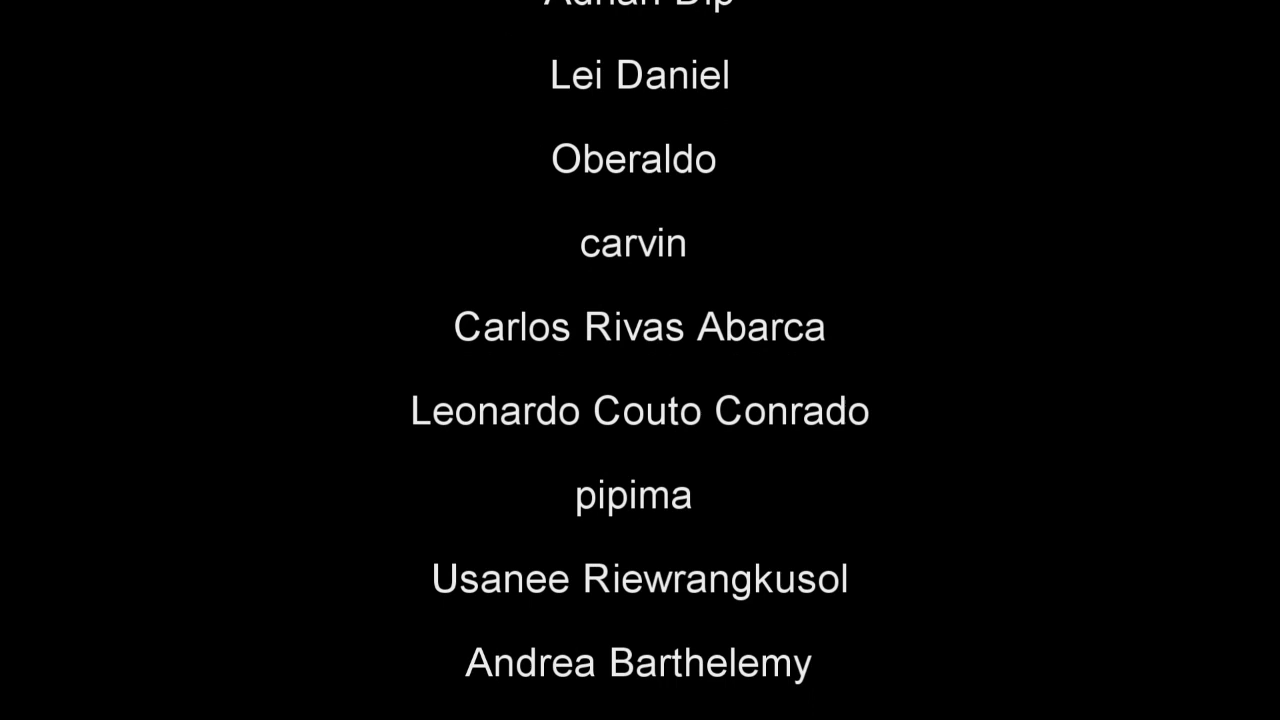 Lei Daniel
Oberaldo
carvin
Carlos Rivas Abarca
Leonardo Couto Conrado
pipima
Usanee Riewrangkusol
Andrea Barthelemy